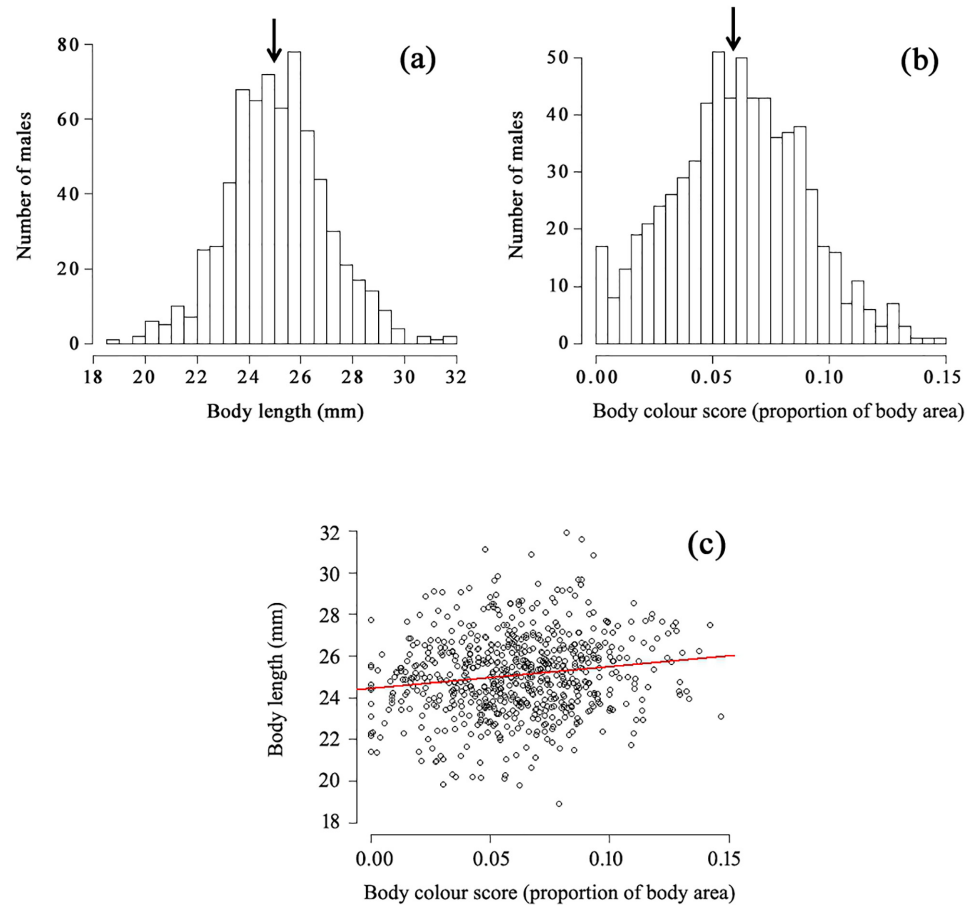 (a)
Number of males
80
60
40
20
0
18 20 22 24 26 28 30 32
Body length (mm)
(b)
Number of males
50
40
30
20
10
0
0.00 0.05 0.10 0.15
Body colour score (proportion of body area)
(c)
Body length (mm)
32
30
28
26
24
22
20
18
0.00 0.05 0.10 0.15
Body colour score (proportion of body area)